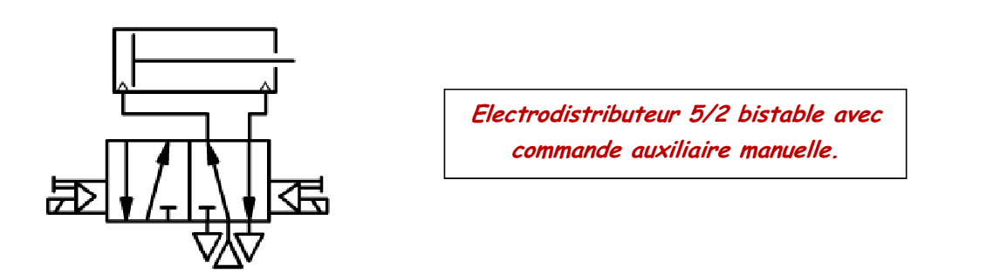 Electrodistributeur 5/2 bistable avec
commande auxiliaire manuelle.